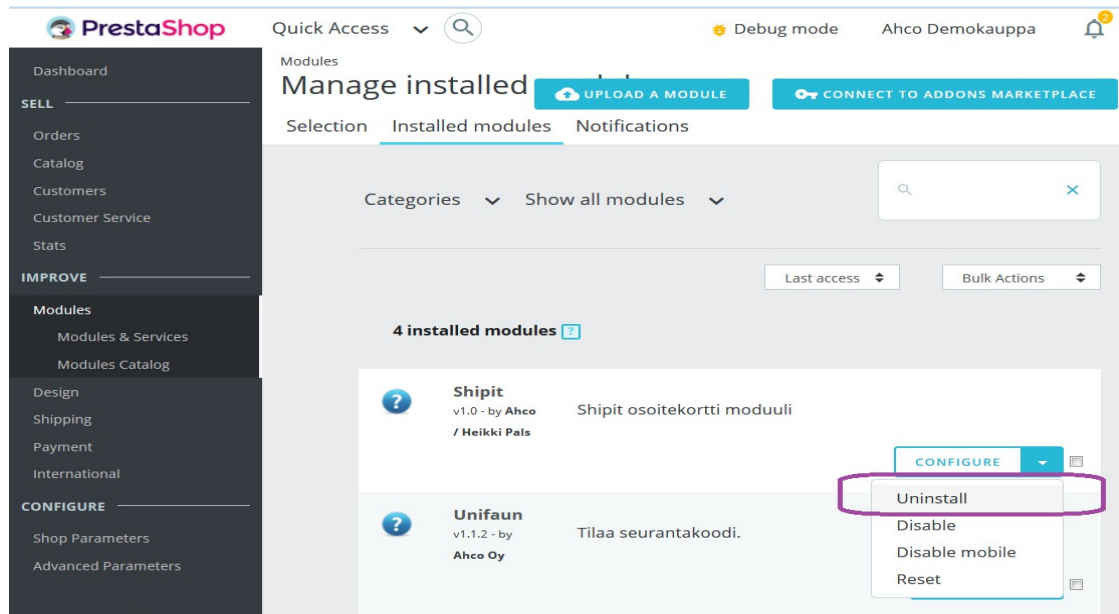 PrestaShop
Quick Access
Debug mode
Ahco Demokauppa
2
Dashboard
SELL
Orders
Catalog
Customers
Customer Service
Stats
IMPROVE
Modules
Modules & Services
Modules Catalog
Design
Shipping
Payment
International
CONFIGURE
Shop Parameters
Advanced Parameters
Modules
Manage installed
UPLOAD A MODULE
CONNECT TO ADDONS MARKETPLACE
Selection Installed modules Notifications
Categories Show all modules
Last access
Bulk Actions
4 installed modules ?
Shipit
v1.0 - by Ahco
/ Heikki Pals
Shipit osoitekortti moduuli
CONFIGURE
Uninstall
Disable
Disable mobile
Reset
Unifaun
v1.1.2 - by
Ahco Oy
Tilaa seurantakoodi.